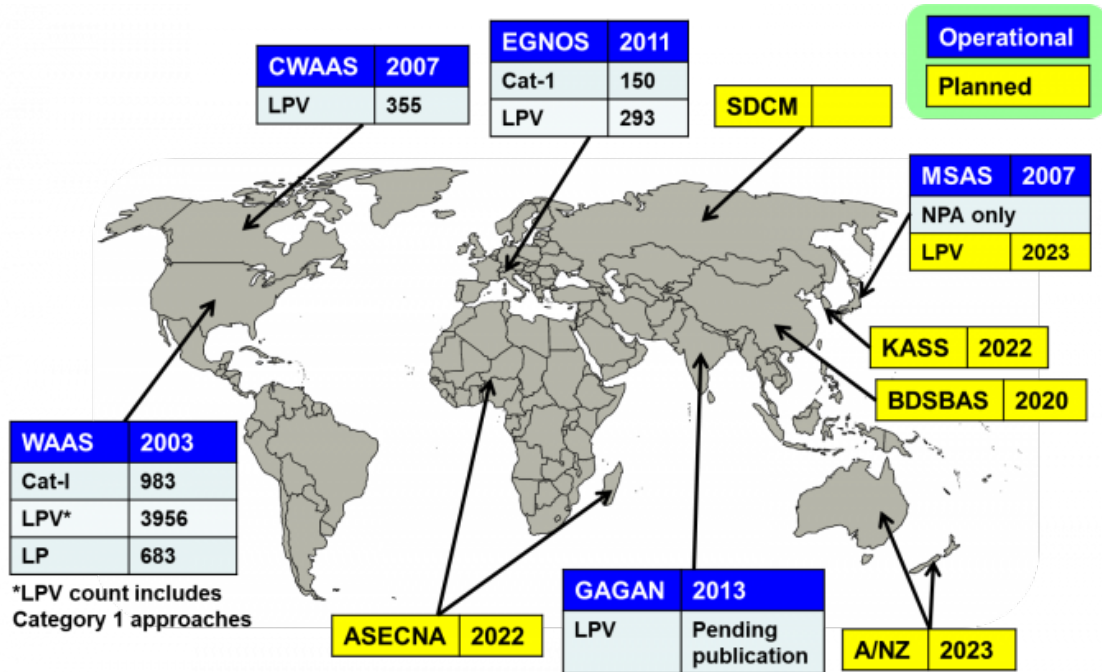 Operational
Planned
CWAAS 2007
LPV 355
EGNOS 2011
Cat-1 150
LPV 293
SDCM
MSAS 2007
NPA only
LPV 2023
KASS 2022
BDSBAS 2020
WAAS 2003
Cat-I 983
LPV* 3956
LP 683
*LPV count includes
Category 1 approaches
ASECNA 2022
GAGAN 2013
LPV Pending
publication
A/NZ 2023